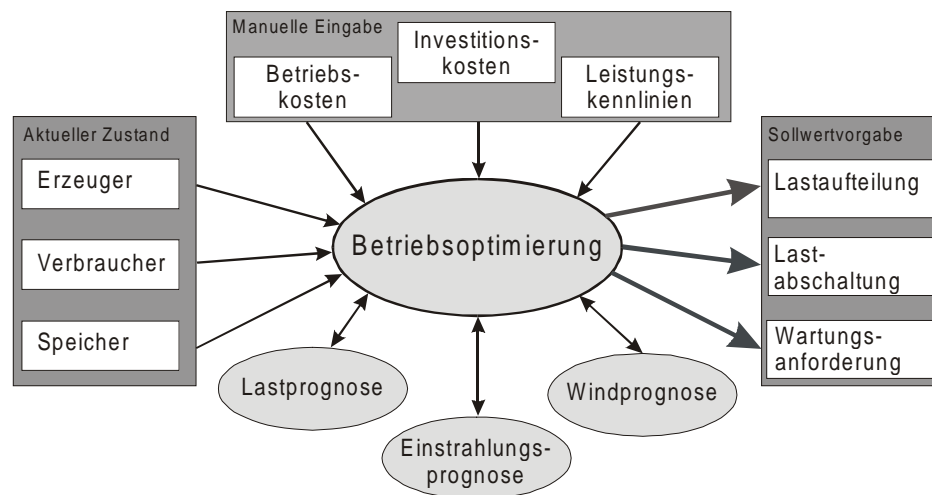 Manuelle Eingabe
Betriebs-
kosten
Investitions-
kosten
Leistungs-
kennlinien
Aktueller Zustand
Erzeuger
Verbraucher
Speicher
Betriebsoptimierung
Sollwertvorgabe
Lastaufteilung
Last-
abschaltung
Wartungs-
anforderung
Lastprognose
Einstrahlungs-
prognose
Windprognose